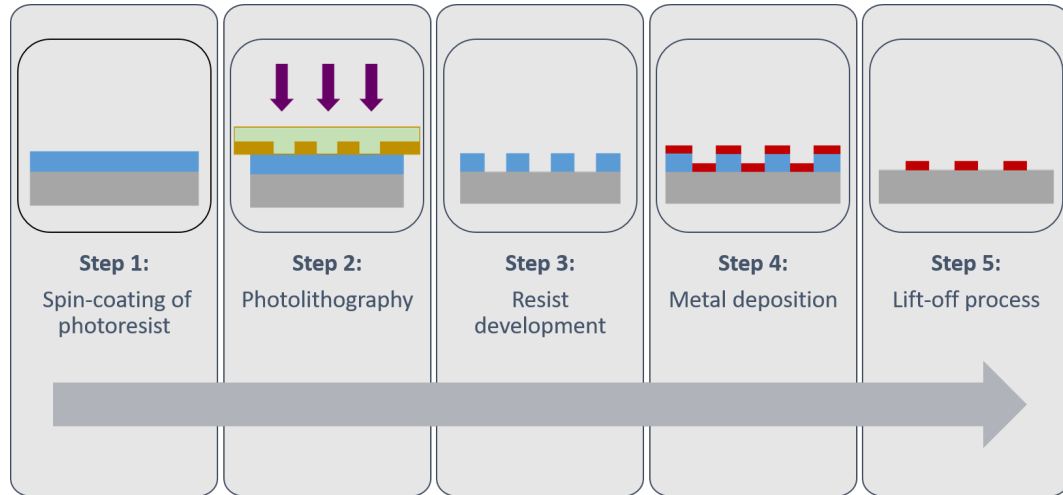 Step 1:
Spin-coating of
photoresist
Step 2:
Photolithography
Step 3:
Resist
development
Step 4:
Metal deposition
Step 5:
Lift-off process